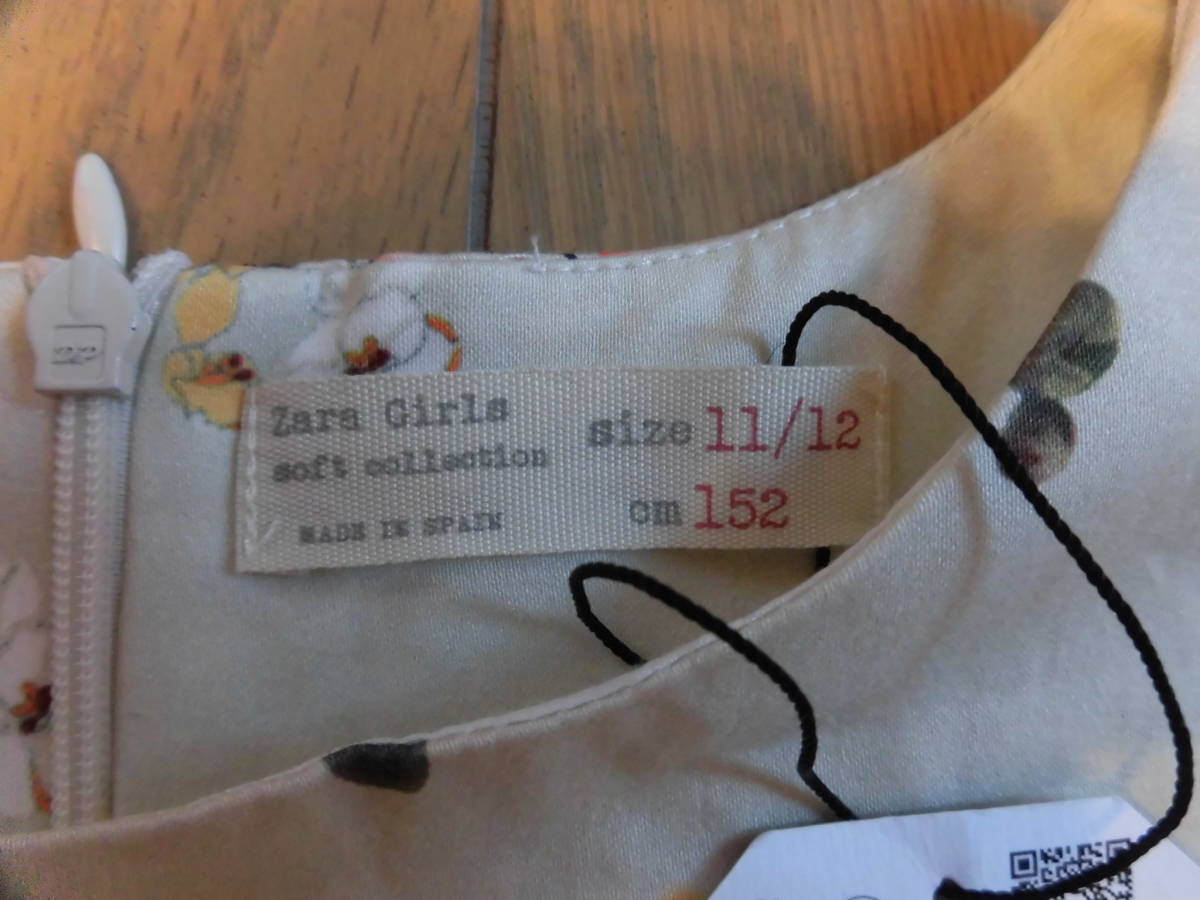 Zara Girls
soft collection
MADE IN SPAIN
size 11/12
cm 152